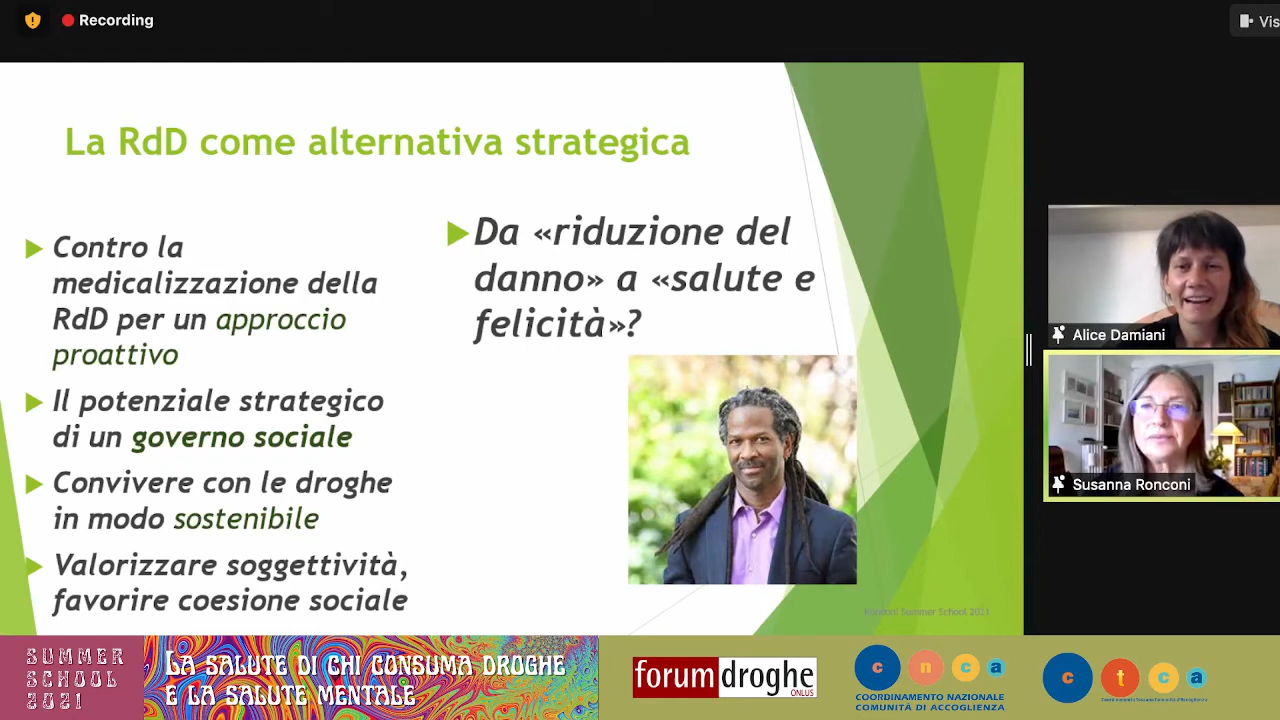 Recording
Vis
La RdD come alternativa strategica
Contro la
medicalizzazione della
RdD per un approccio
proattivo
Il potenziale strategico
di un governo sociale
Convivere con le droghe
in modo sostenibile
Valorizzare soggettività,
favorire coesione sociale
Da «riduzione del
danno» a «salute e
felicità»?
Ronconi Summer School 2021
Alice Damiani
Susanna Ronconi
SUMMER
SCHOOL
2021
LA SALUTE DI CHI CONSUMA DROGHE
E LA SALUTE MENTALE
forumdroghe
ONLUS
c n c a
COORDINAMENTO NAZIONALE
COMUNITÀ DI ACCOGLIENZA
c t c a